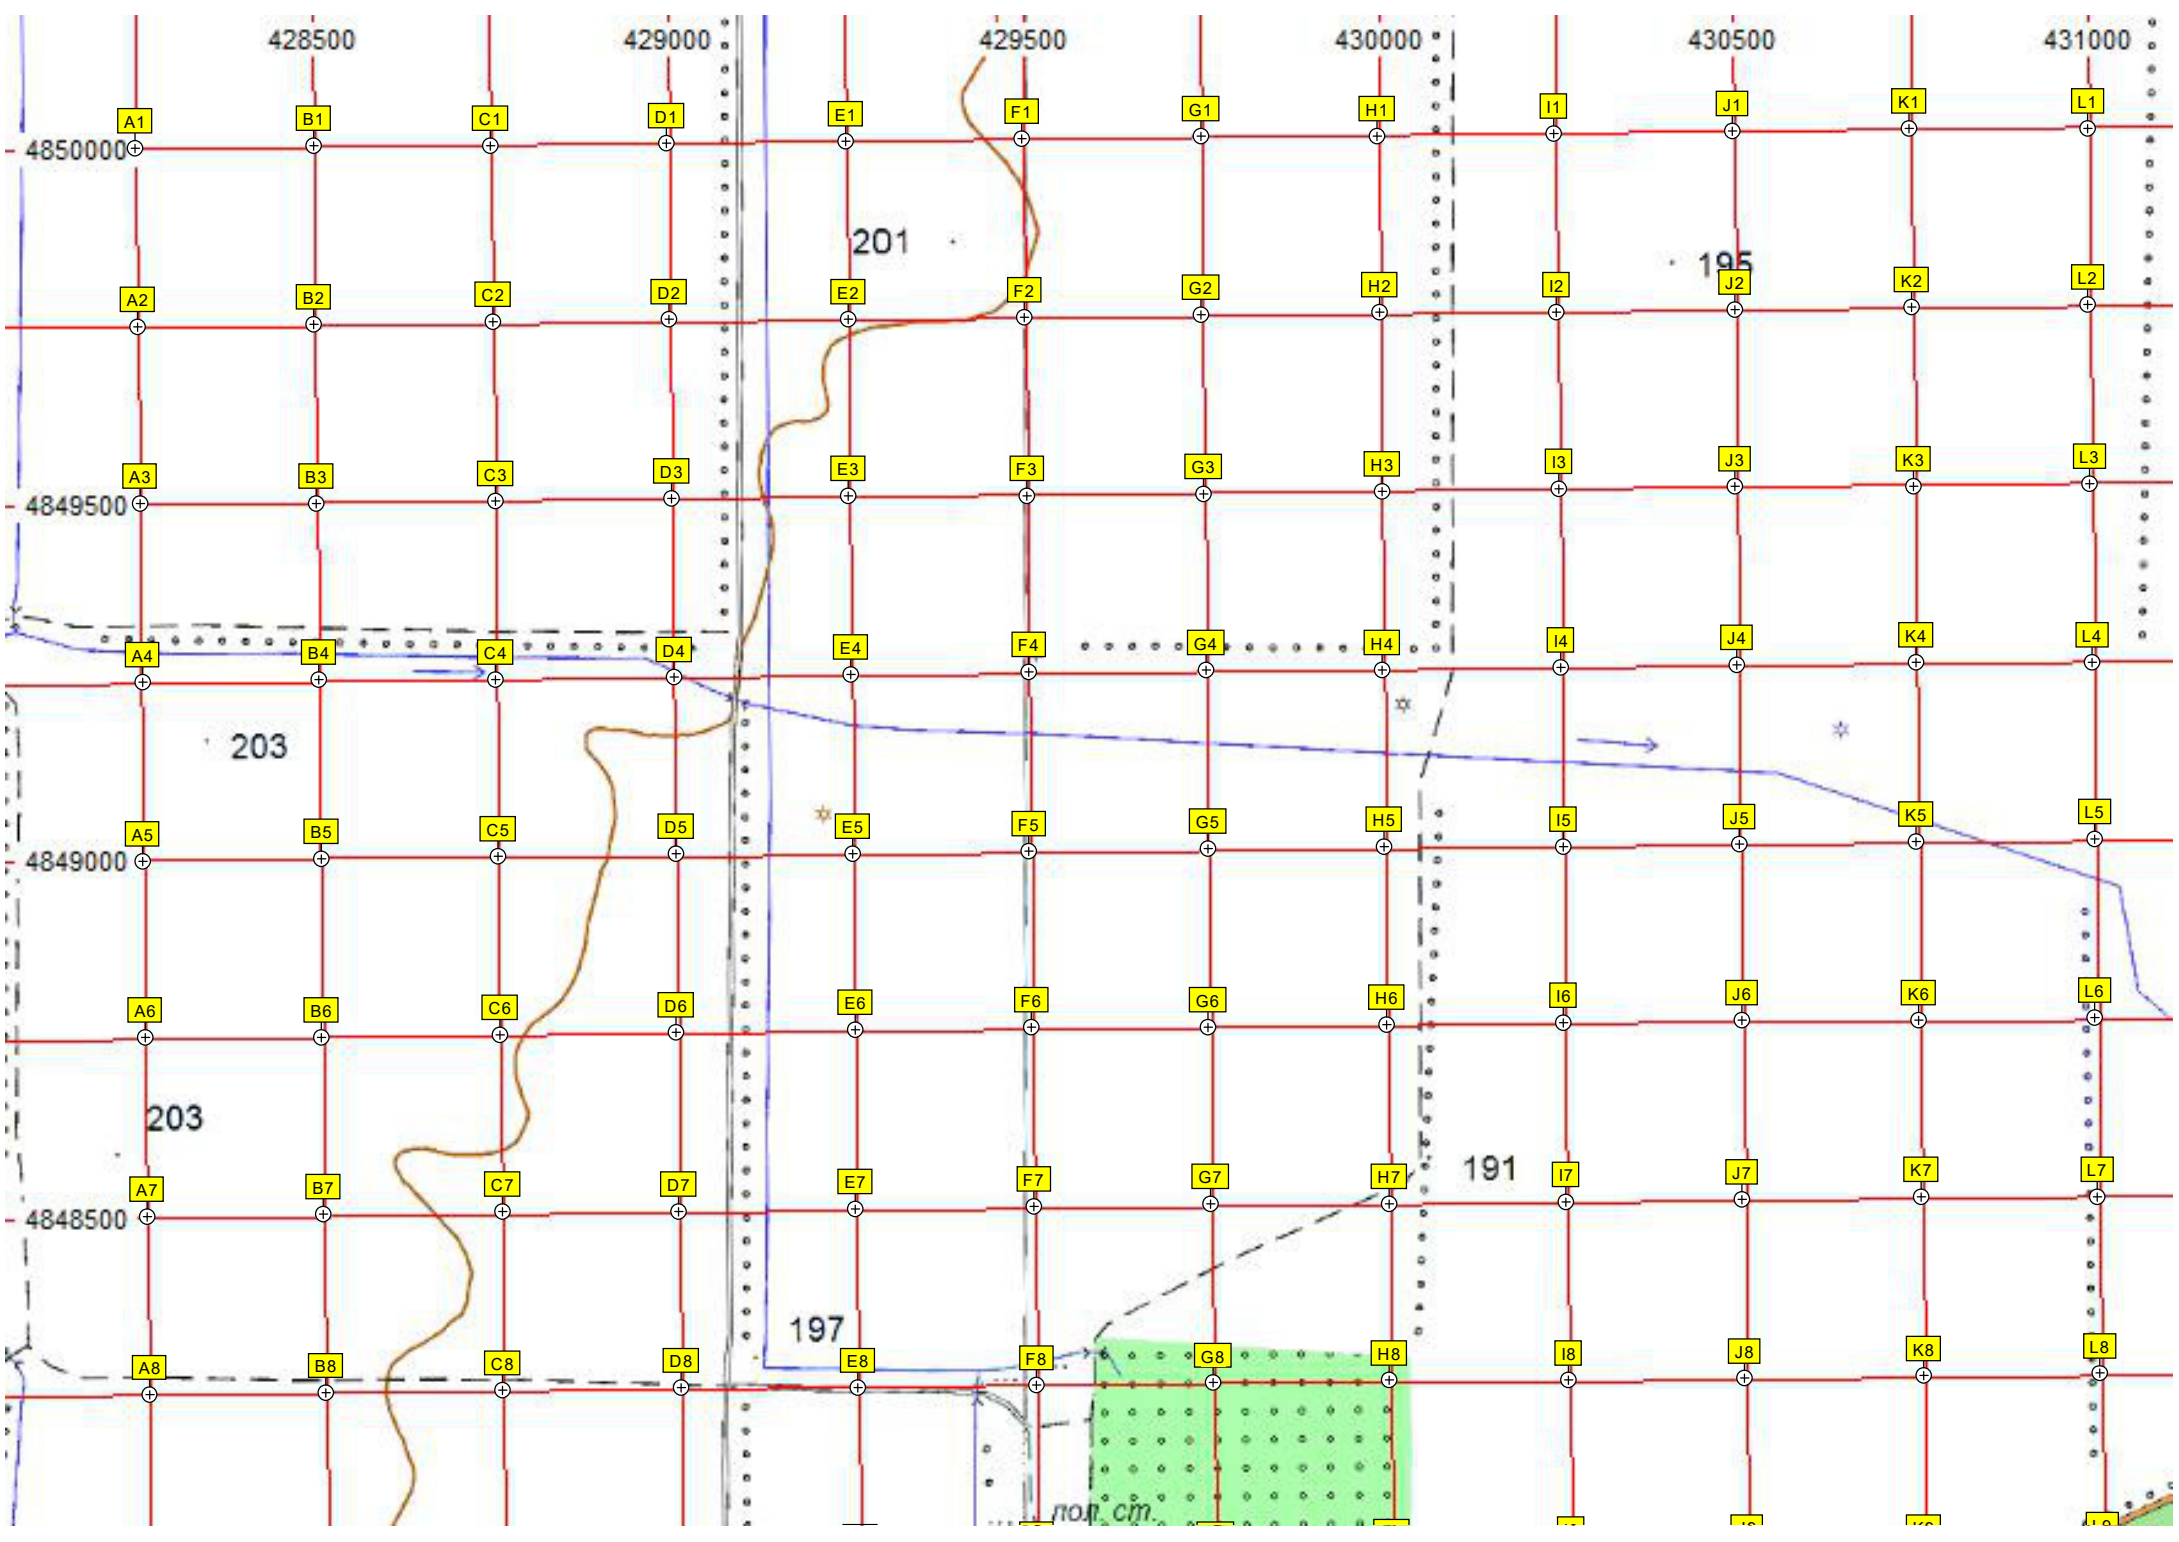 428500 429000 429500 430000 430500 431000
A1 B1 C1 D1 E1 F1 G1 H1 I1 J1 K1 L1
4850000
201
195
A2 B2 C2 D2 E2 F2 G2 H2 I2 J2 K2 L2
A3 B3 C3 D3 E3 F3 G3 H3 I3 J3 K3 L3
4849500
A4 B4 C4 D4 E4 F4 G4 H4 I4 J4 K4 L4
203
A5 B5 C5 D5 E5 F5 G5 H5 I5 J5 K5 L5
4849000
A6 B6 C6 D6 E6 F6 G6 H6 I6 J6 K6 L6
203
191
A7 B7 C7 D7 E7 F7 G7 H7 I7 J7 K7 L7
4848500
197
A8 B8 C8 D8 E8 F8 G8 H8 I8 J8 K8 L8
пол. ст.